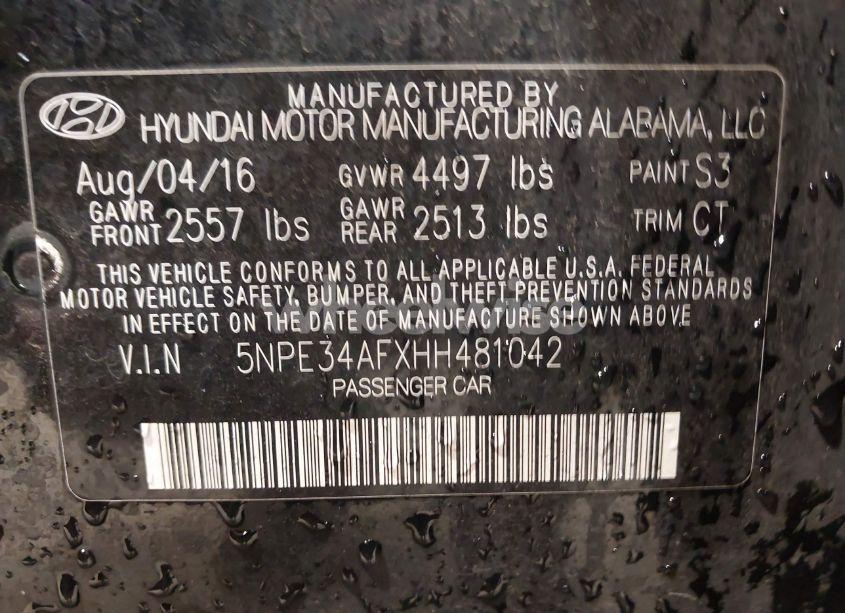 MANUFACTURED BY
HYUNDAI MOTOR MANUFACTURING ALABAMA, LLC
Aug/04/16 GVWR 4497 lbs PAINT S3
GAWR FRONT 2557 lbs GAWR REAR 2513 lbs TRIM CT
THIS VEHICLE CONFORMS TO ALL APPLICABLE U.S.A. FEDERAL
MOTOR VEHICLE SAFETY, BUMPER, AND THEFT PREVENTION STANDARDS
IN EFFECT ON THE DATE OF MANUFACTURE SHOWN ABOVE
V.I.N 5NPE34AFXHH481042
PASSENGER CAR